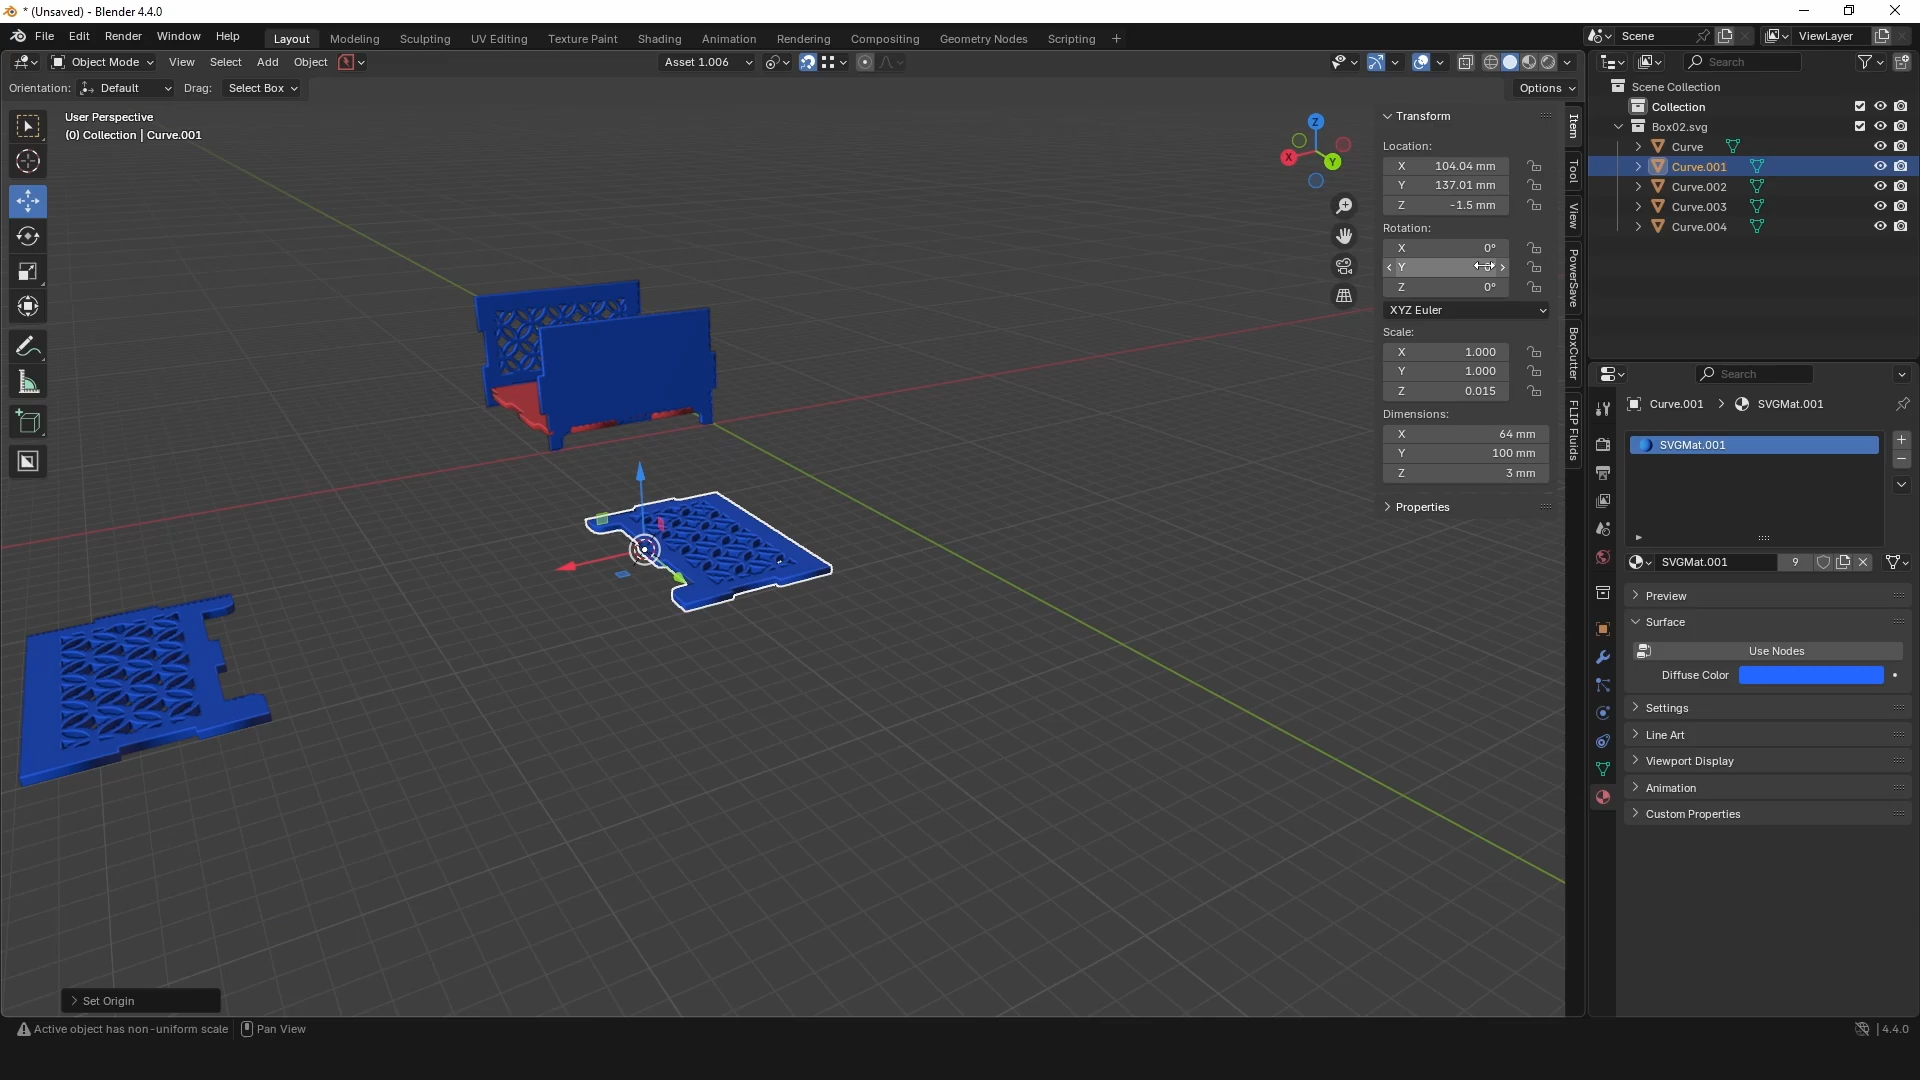 * (Unsaved) - Blender 4.4.0
File Edit Render Window Help Layout Modeling Sculpting UV Editing Texture Paint Shading Animation Rendering Compositing Geometry Nodes Scripting + Scene ViewLayer
Object Mode View Select Add Object Asset 1.006 Search
Orientation: Default Drag: Select Box Options
User Perspective
(0) Collection | Curve.001
Z
X
Y
Transform
Location:
X 104.04 mm
Y 137.01 mm
Z -1.5 mm
Rotation:
X 0°
Y
Z 0°
XYZ Euler
Scale:
X 1.000
Y 1.000
Z 0.015
Dimensions:
X 64 mm
Y 100 mm
Z 3 mm
Properties
Item
Tool
View
PowerSave
BoxCutter
FLIP Fluids
Scene Collection
Collection
Box02.svg
Curve
Curve.001
Curve.002
Curve.003
Curve.004
Search
Curve.001 SVGMat.001
SVGMat.001
SVGMat.001 9
Preview
Surface
Use Nodes
Diffuse Color
Settings
Line Art
Viewport Display
Animation
Custom Properties
Set Origin
Active object has non-uniform scale Pan View 4.4.0